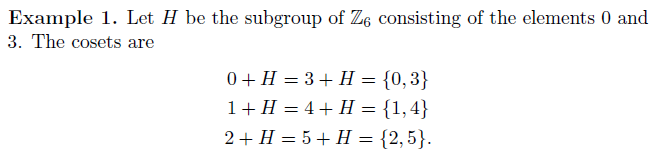 Example 1. Let H be the subgroup of ℤ₆ consisting of the elements 0 and
3. The cosets are
0 + H = 3 + H = {0, 3}
1 + H = 4 + H = {1, 4}
2 + H = 5 + H = {2, 5}.